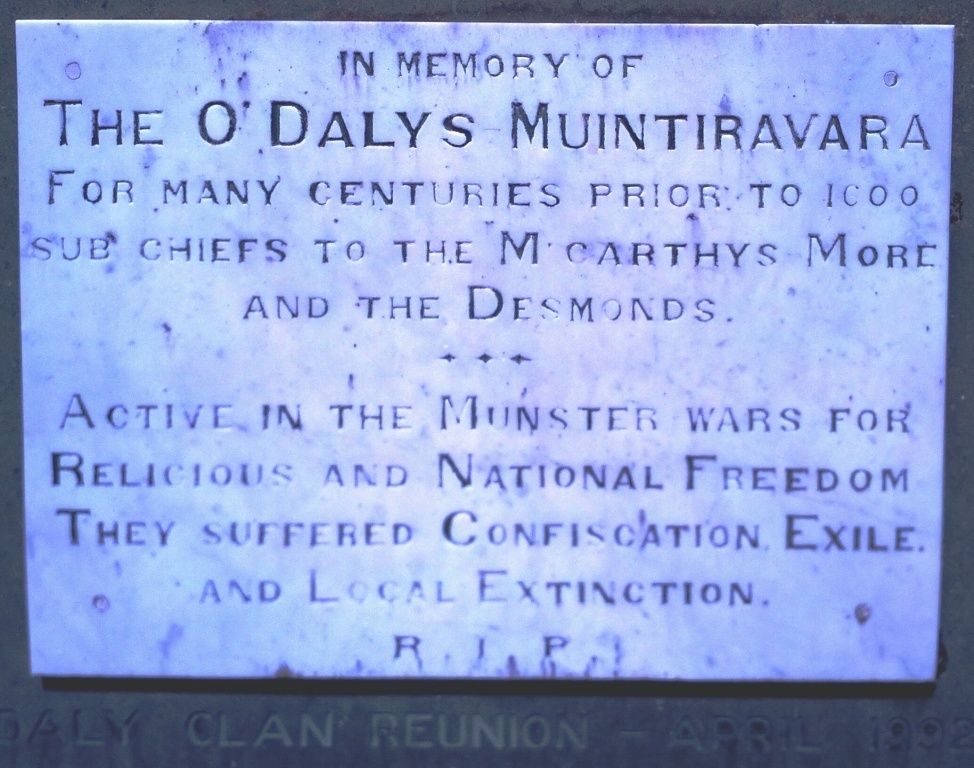 IN MEMORY OF
THE O'DALYS MUINTIRAVARA
FOR MANY CENTURIES PRIOR TO 1600
SUB CHIEFS TO THE M'CARTHYS MORE
AND THE DESMONDS.
ACTIVE IN THE MUNSTER WARS FOR
RELIGIOUS AND NATIONAL FREEDOM
THEY SUFFERED CONFISCATION, EXILE.
AND LOCAL EXTINCTION.
R. I. P.
DALY CLAN REUNION - APRIL 1992